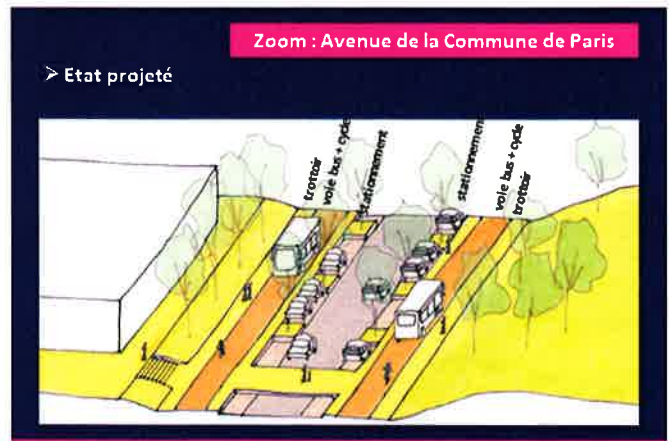 Zoom : Avenue de la Commune de Paris
➢ Etat projeté
trottoir
voie bus + cycle
stationnement
stationnement
voie bus + cycle
trottoir